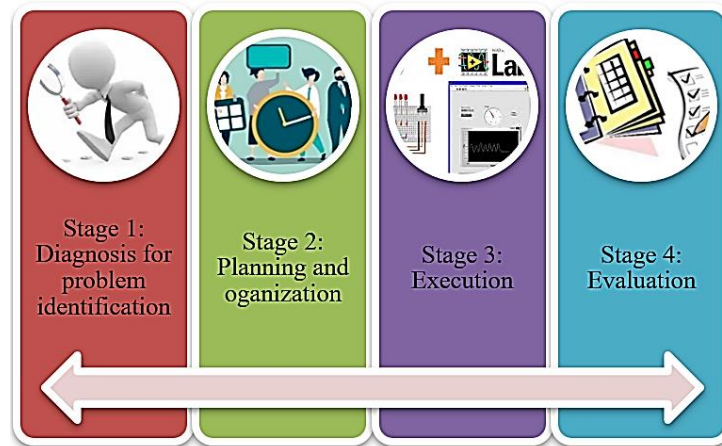 Stage 1:
Diagnosis for
problem
identification
Stage 2:
Planning and
oganization
Stage 3:
Execution
Stage 4:
Evaluation